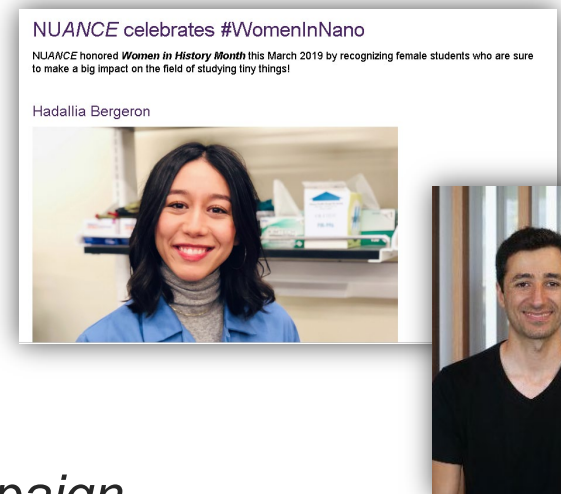 NUANCE celebrates #WomenInNano
NUANCE honored Women in History Month this March 2019 by recognizing female students who are sure
to make a big impact on the field of studying tiny things!
Hadallia Bergeron
paign